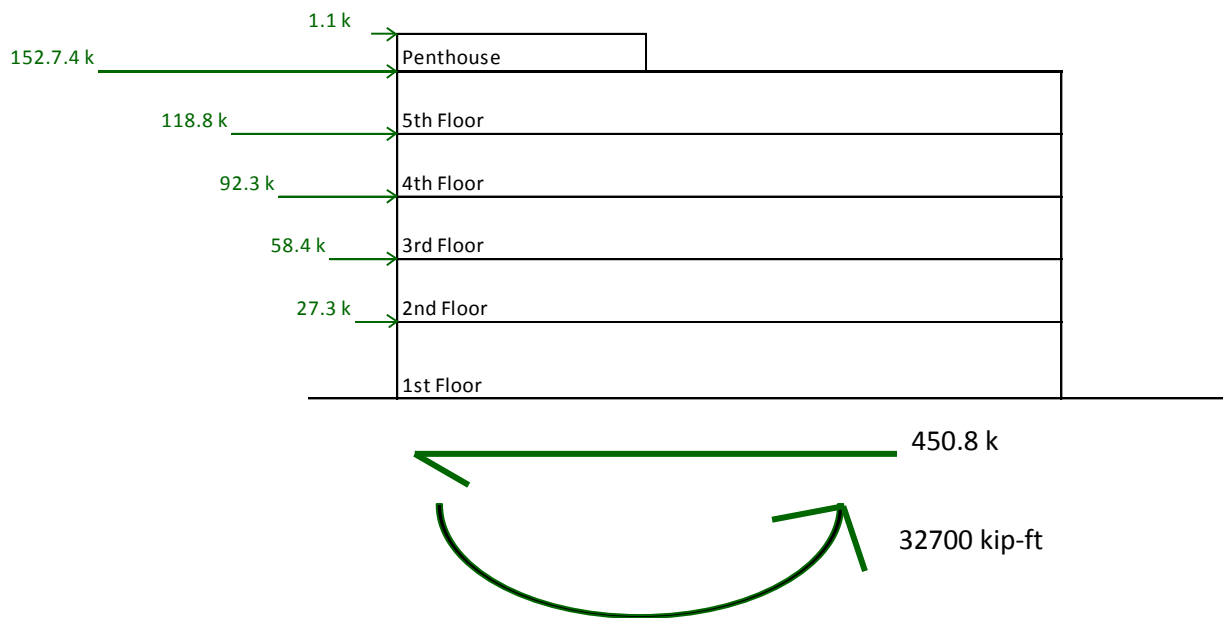 1.1 k
Penthouse
152.7.4 k
5th Floor
118.8 k
4th Floor
92.3 k
3rd Floor
58.4 k
2nd Floor
27.3 k
1st Floor
450.8 k
32700 kip-ft